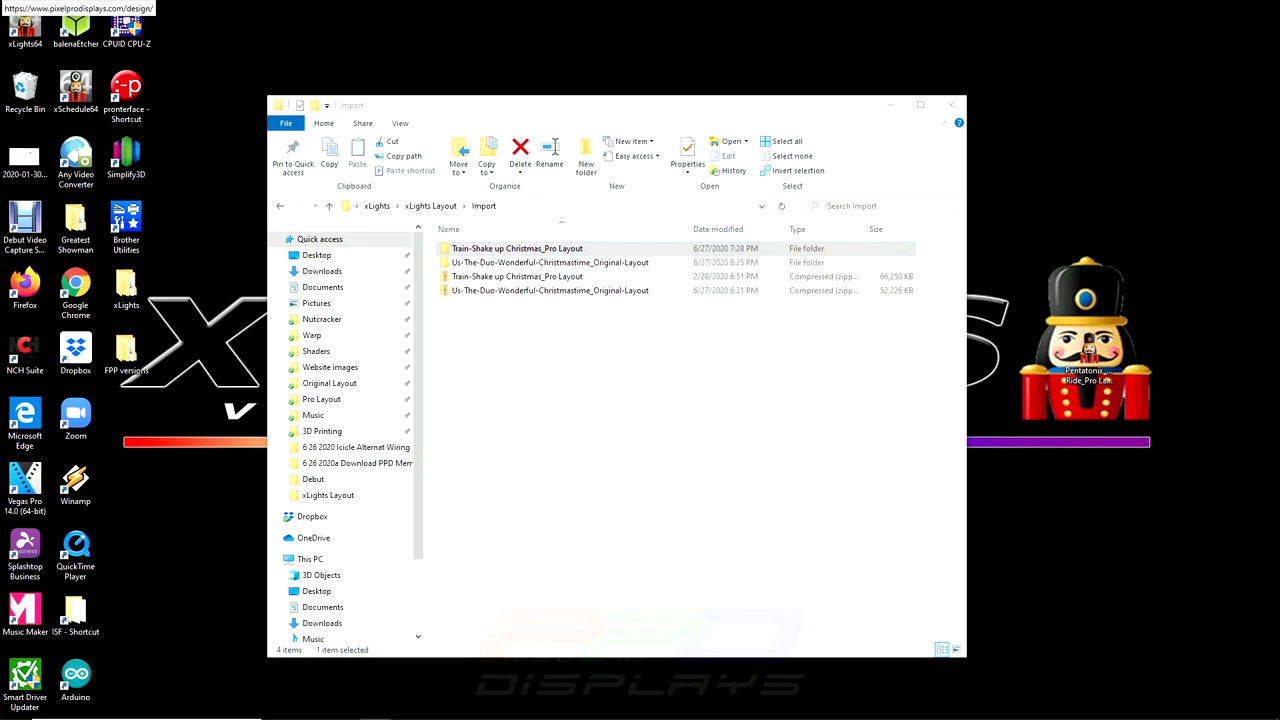 https://www.pixelprodisplays.com/design/
xLights64
balenaEtcher
CPUID CPU-Z
Recycle Bin
xSchedule64
pronterface -
Shortcut
2020-01-30...
Any Video
Converter
Simplify3D
Debut Video
Capture S...
Greatest
Showman
Brother
Utilities
Firefox
Google
Chrome
xLights
NCH Suite
Dropbox
FPP versions
Microsoft
Edge
Zoom
Vegas Pro
14.0 (64-bit)
Winamp
Splashtop
Business
QuickTime
Player
Music Maker
ISF - Shortcut
Smart Driver
Updater
Arduino
Import
File
Home
Share
View
Pin to Quick
access
Copy
Paste
Cut
Copy path
Paste shortcut
Clipboard
Move
to
Copy
to
Delete
Rename
Organize
New
folder
New item
Easy access
New
Properties
Open
Edit
History
Open
Select all
Select none
Invert selection
Select
xLights > xLights Layout > Import
Search Import
Quick access
Desktop
Downloads
Documents
Pictures
Nutcracker
Warp
Shaders
Website images
Original Layout
Pro Layout
Music
3D Printing
6 26 2020 Icicle Alternat Wiring
6 26 2020a Download PPD Mem
Debut
xLights Layout
Dropbox
OneDrive
This PC
3D Objects
Desktop
Documents
Downloads
Music
Name Date modified Type Size
Train-Shake up Christmas_Pro Layout 6/27/2020 7:28 PM File folder
Us-The-Duo-Wonderful-Christmastime_Original-Layout 6/27/2020 8:25 PM File folder
Train-Shake up Christmas_Pro Layout 2/28/2020 6:51 PM Compressed (zipp... 66,250 KB
Us-The-Duo-Wonderful-Christmastime_Original-Layout 6/27/2020 6:21 PM Compressed (zipp... 52,226 KB
4 items 1 item selected
Pentatonix_...
Ride_Pro La...
X
S
V
PRO
DISPLAYS